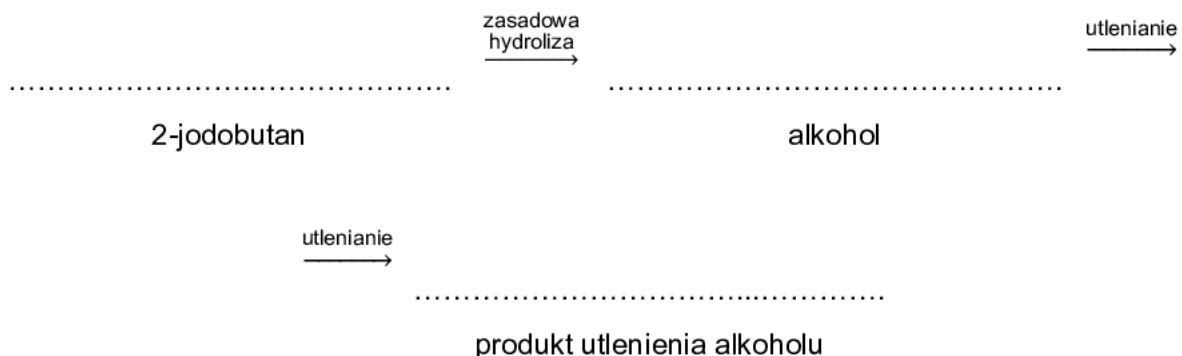 zasadowa
hydroliza
utlenianie
................................................ ................................................
2-jodobutan alkohol
utlenianie
................................................
produkt utlenienia alkoholu